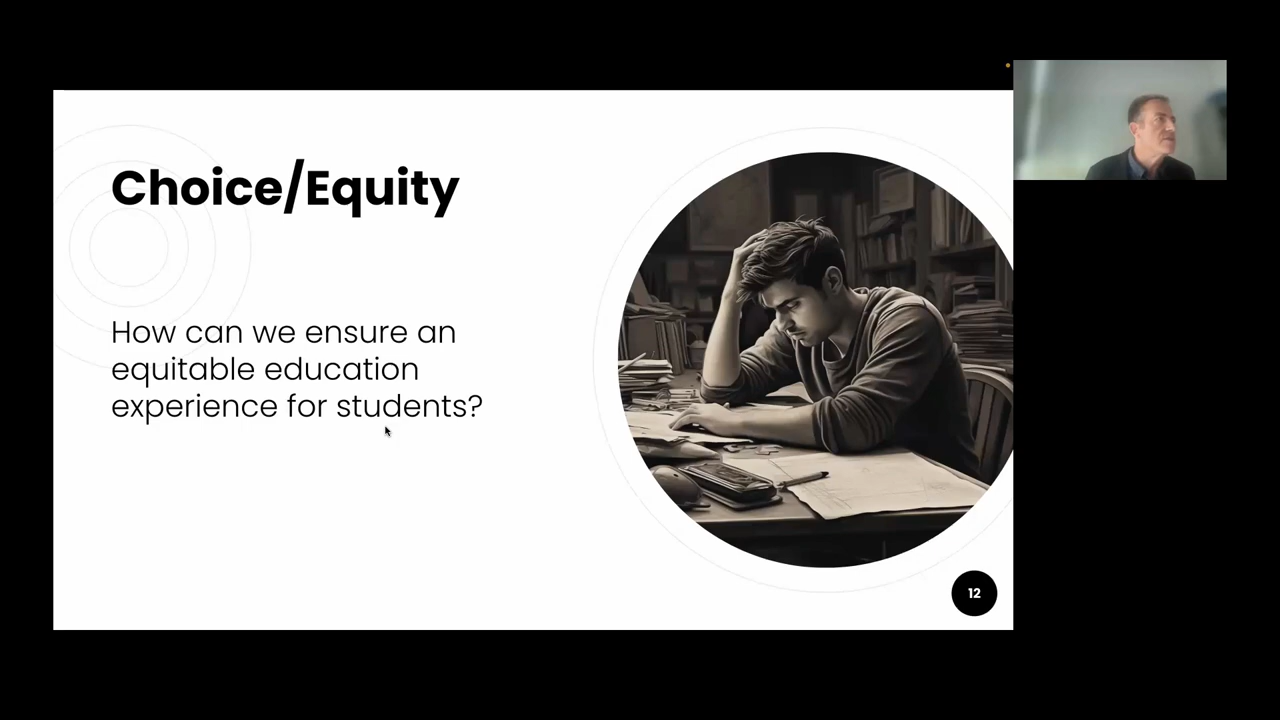 Choice/Equity
How can we ensure an
equitable education
experience for students?
12